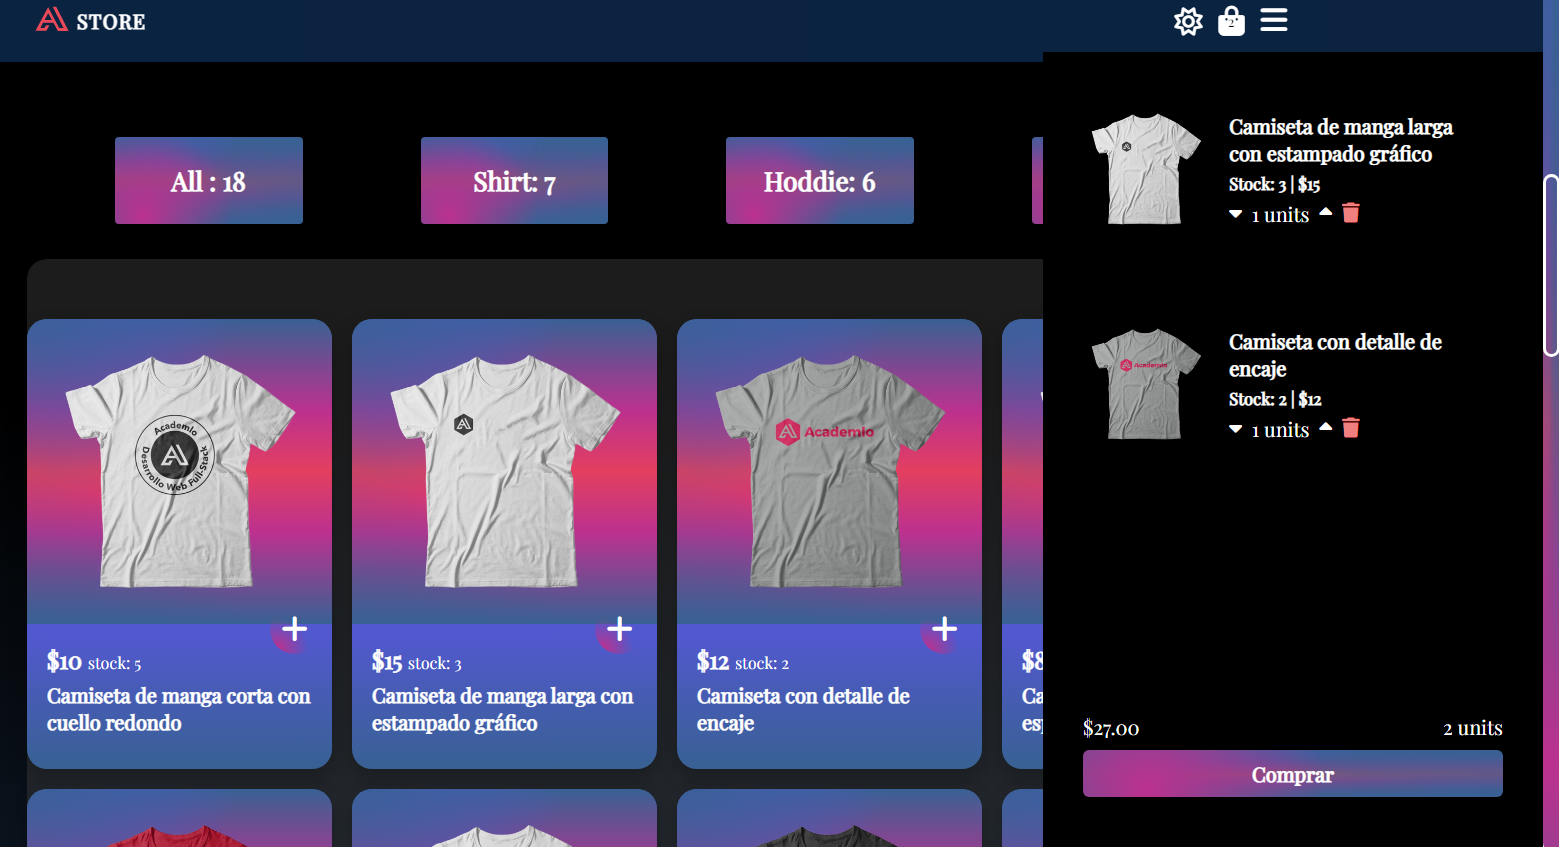 STORE
2
All : 18
Shirt: 7
Hoddie: 6
Camiseta de manga larga
con estampado gráfico
Stock: 3 | $15
1 units
Academlo
Camiseta con detalle de
encaje
Stock: 2 | $12
1 units
$27.00
2 units
Comprar
Academlo
Desarrollo Web Full-Stack
$10 stock: 5
Camiseta de manga corta con
cuello redondo
$15 stock: 3
Camiseta de manga larga con
estampado gráfico
Academlo
$12 stock: 2
Camiseta con detalle de
encaje
$8
Ca